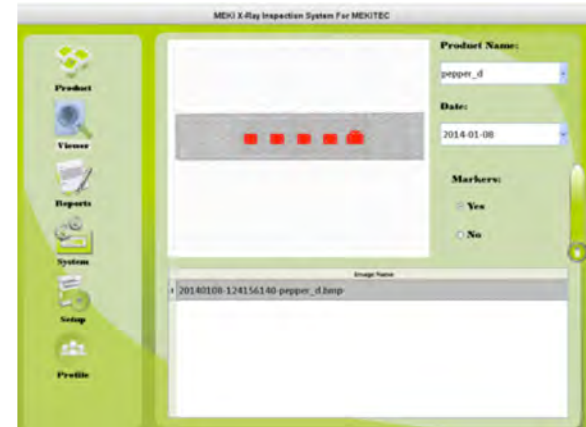 MEKI X-Ray Inspection System For MEKITEC
Product
Viewer
Reports
System
Setup
Profile
Product Name:
pepper_d
Date:
2014-01-08
Markers:
Yes
No
Image Name
1 20140108-124156140-pepper_d.bmp